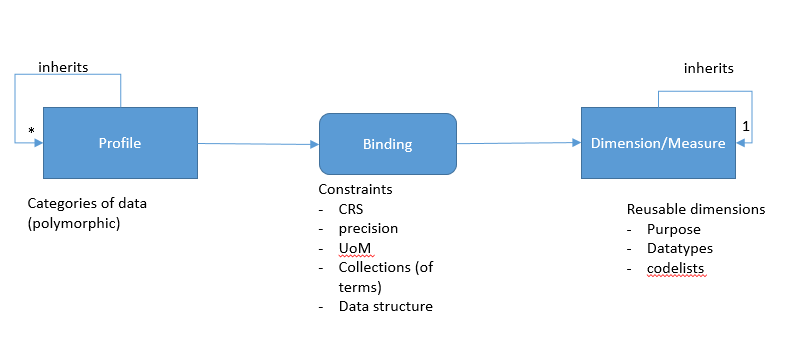 inherits
inherits
*
1
Profile
Binding
Dimension/Measure
Categories of data
(polymorphic)
Constraints
- CRS
- precision
- UoM
- Collections (of
terms)
- Data structure
Reusable dimensions
- Purpose
- Datatypes
- codelists